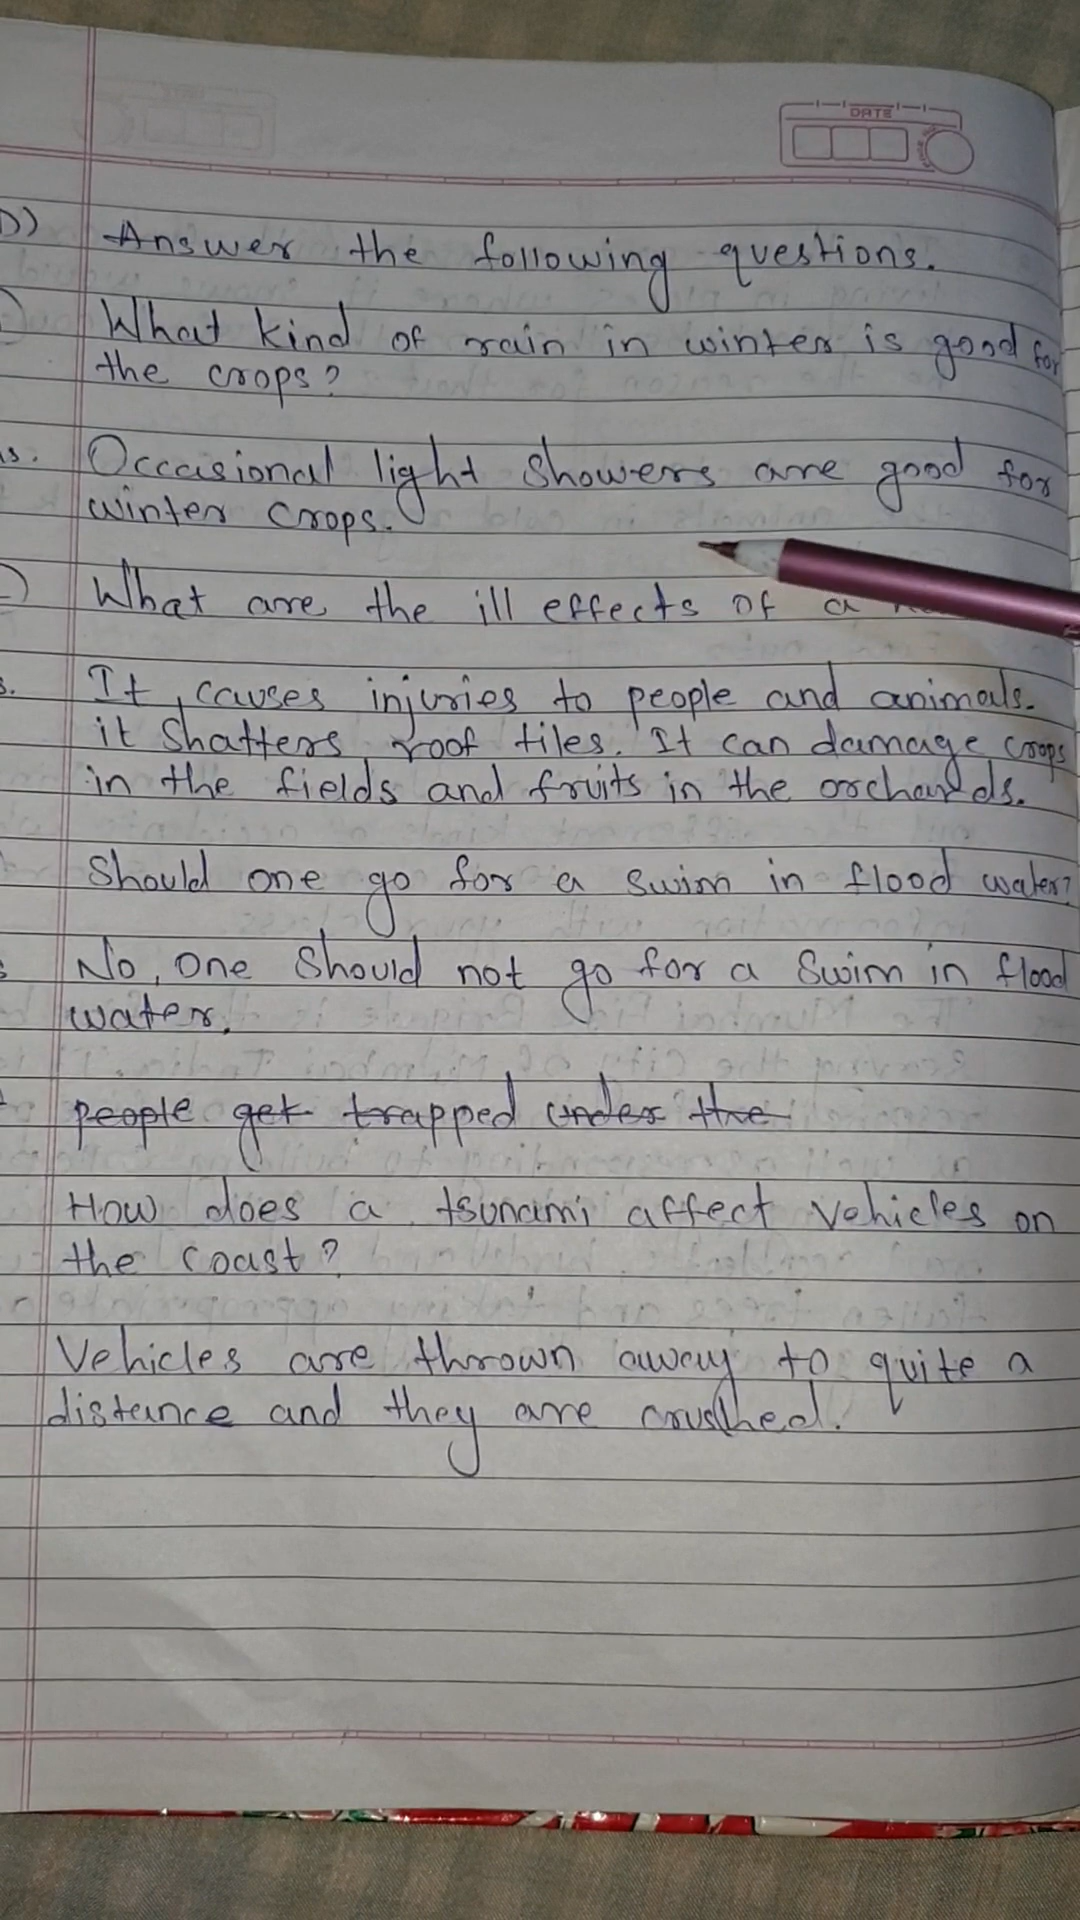 DATE
D) Answer the following questions.
What kind of rain in winter is good for
the crops?
Occasional light showers are good for
winter crops.
What are the ill effects of a
It causes injuries to people and animals.
it shatters roof tiles. It can damage crops
in the fields and fruits in the orchards.
Should one go for a swim in flood water?
No, one should not go for a swim in flood
water.
people get trapped under the
How does a tsunami affect vehicles on
the coast?
Vehicles are thrown away to quite a
distance and they are crushed.